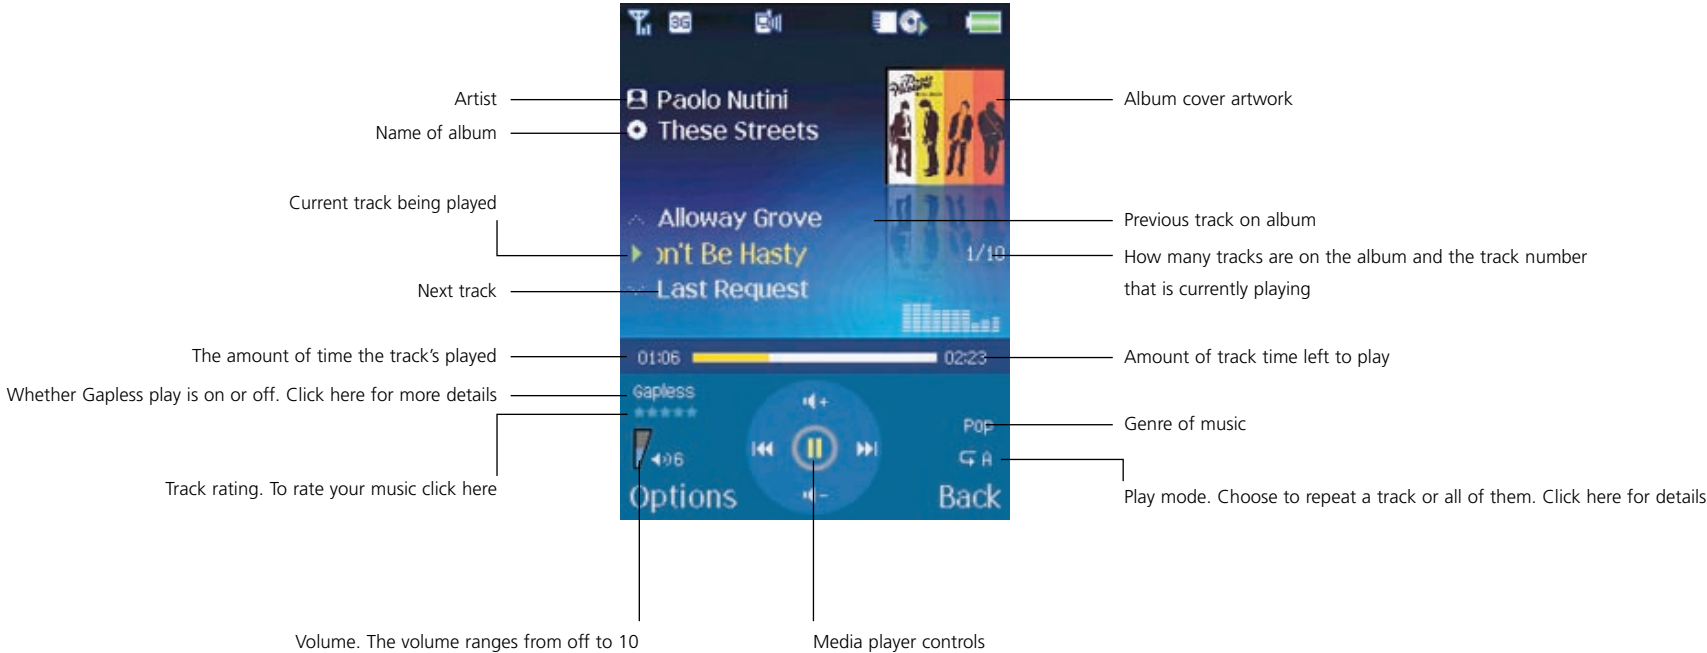 3G
Artist
Paolo Nutini
Album cover artwork
Name of album
These Streets
Current track being played
Alloway Grove
Previous track on album
on't Be Hasty
1/10
How many tracks are on the album and the track number
that is currently playing
Next track
Last Request
The amount of time the track's played
01:06
02:23
Amount of track time left to play
Whether Gapless play is on or off. Click here for more details
Gapless
+
Pop
Genre of music
6
A
Track rating. To rate your music click here
Options
-
Back
Play mode. Choose to repeat a track or all of them. Click here for details
Volume. The volume ranges from off to 10
Media player controls